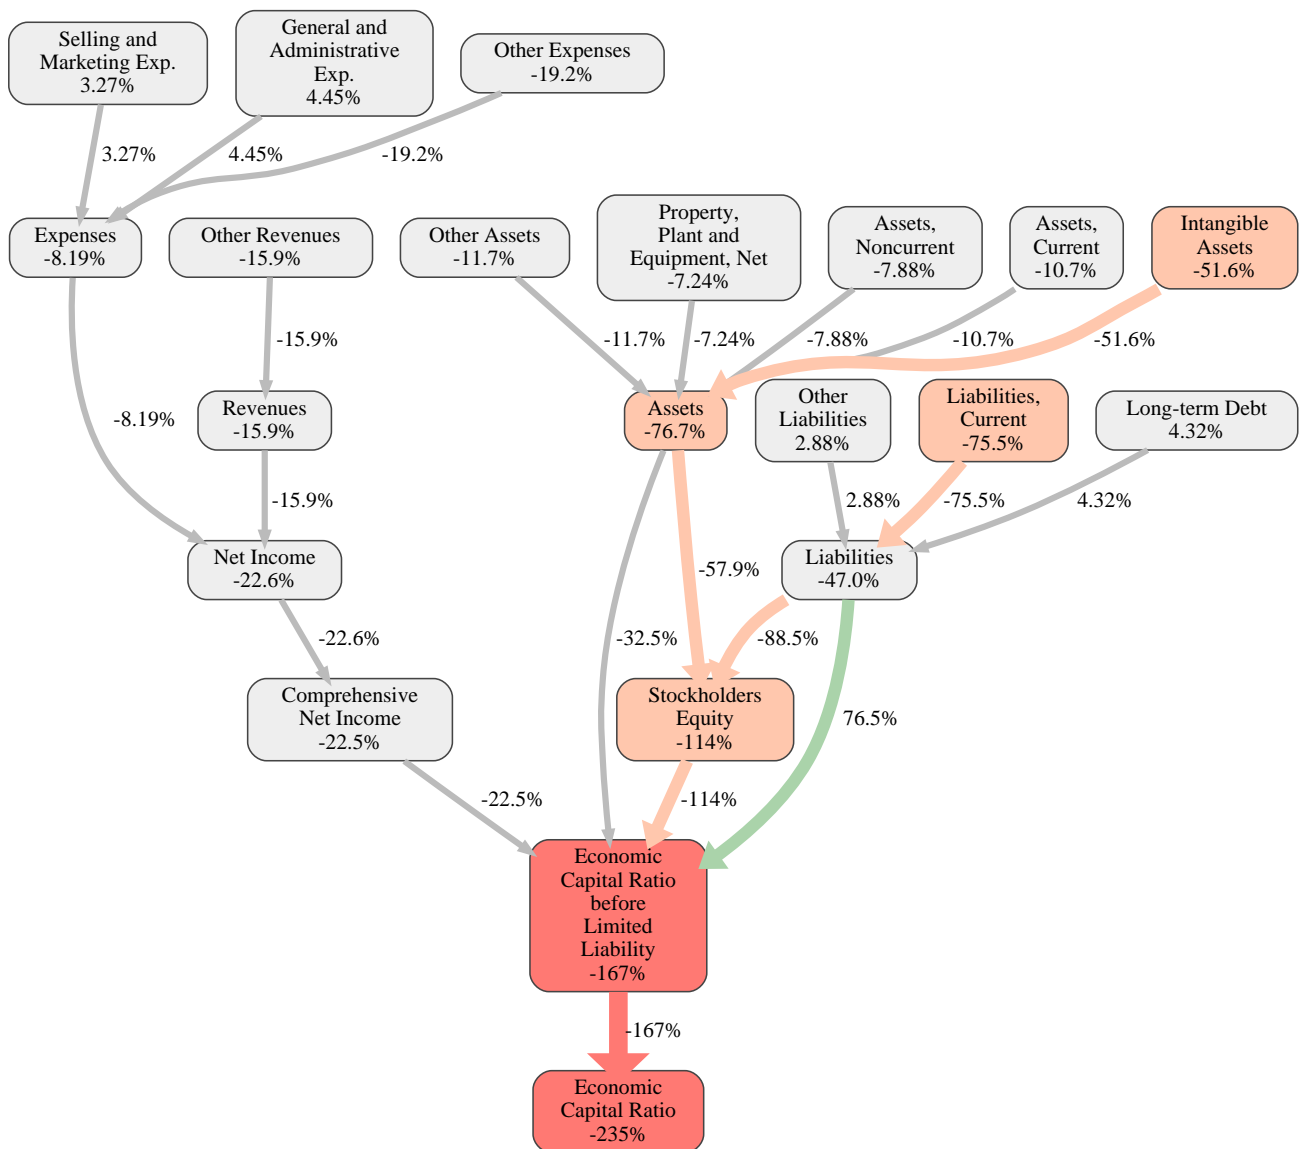 Selling and
Marketing Exp.
3.27%
General and
Administrative
Exp.
4.45%
Other Expenses
-19.2%
3.27%
4.45%
-19.2%
Expenses
-8.19%
Other Revenues
-15.9%
Other Assets
-11.7%
Property,
Plant and
Equipment, Net
-7.24%
Assets,
Noncurrent
-7.88%
Assets,
Current
-10.7%
Intangible
Assets
-51.6%
-15.9%
-11.7%
-7.24%
-7.88%
-10.7%
-51.6%
-8.19%
Revenues
-15.9%
Assets
-76.7%
Other
Liabilities
2.88%
Liabilities,
Current
-75.5%
Long-term Debt
4.32%
-15.9%
2.88%
-75.5%
4.32%
Net Income
-22.6%
-57.9%
Liabilities
-47.0%
-22.6%
-32.5%
-88.5%
76.5%
Comprehensive
Net Income
-22.5%
Stockholders
Equity
-114%
-22.5%
-114%
Economic
Capital Ratio
before
Limited
Liability
-167%
-167%
Economic
Capital Ratio
-235%